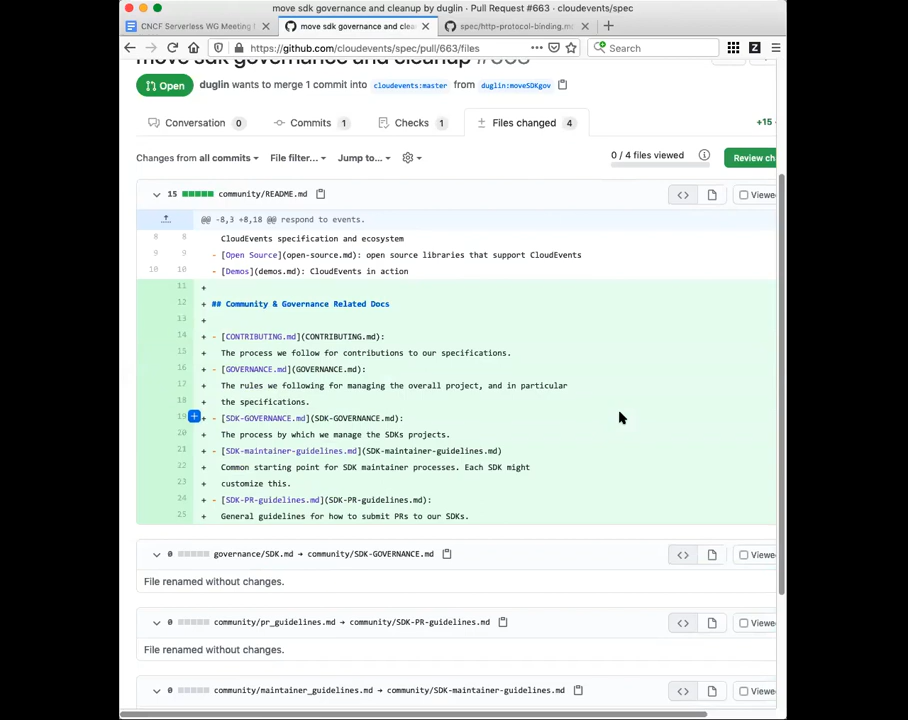 move sdk governance and cleanup by duglin · Pull Request #663 · cloudevents/spec
CNCF Serverless WG Meeting
move sdk governance and clea
spec/http-protocol-binding.m
https://github.com/cloudevents/spec/pull/663/files
Search
move sdk governance and cleanup #663
Open
duglin wants to merge 1 commit into cloudevents:master from duglin:moveSDKgov
Conversation 0
Commits 1
Checks 1
Files changed 4
+15
Changes from all commits
File filter...
Jump to...
0 / 4 files viewed
Review ch
15 community/README.md
Viewe
@@ -8,3 +8,18 @@ respond to events.
8 8 CloudEvents specification and ecosystem
9 9 - [Open Source](open-source.md): open source libraries that support CloudEvents
10 10 - [Demos](demos.md): CloudEvents in action
11 +
12 + ## Community & Governance Related Docs
13 +
14 + - [CONTRIBUTING.md](CONTRIBUTING.md):
15 + The process we follow for contributions to our specifications.
16 + - [GOVERNANCE.md](GOVERNANCE.md):
17 + The rules we following for managing the overall project, and in particular
18 + the specifications.
19 + - [SDK-GOVERNANCE.md](SDK-GOVERNANCE.md):
20 + The process by which we manage the SDKs projects.
21 + - [SDK-maintainer-guidelines.md](SDK-maintainer-guidelines.md)
22 + Common starting point for SDK maintainer processes. Each SDK might
23 + customize this.
24 + - [SDK-PR-guidelines.md](SDK-PR-guidelines.md):
25 + General guidelines for how to submit PRs to our SDKs.
0 governance/SDK.md → community/SDK-GOVERNANCE.md
Viewe
File renamed without changes.
0 community/pr_guidelines.md → community/SDK-PR-guidelines.md
Viewe
File renamed without changes.
0 community/maintainer_guidelines.md → community/SDK-maintainer-guidelines.md
Viewe